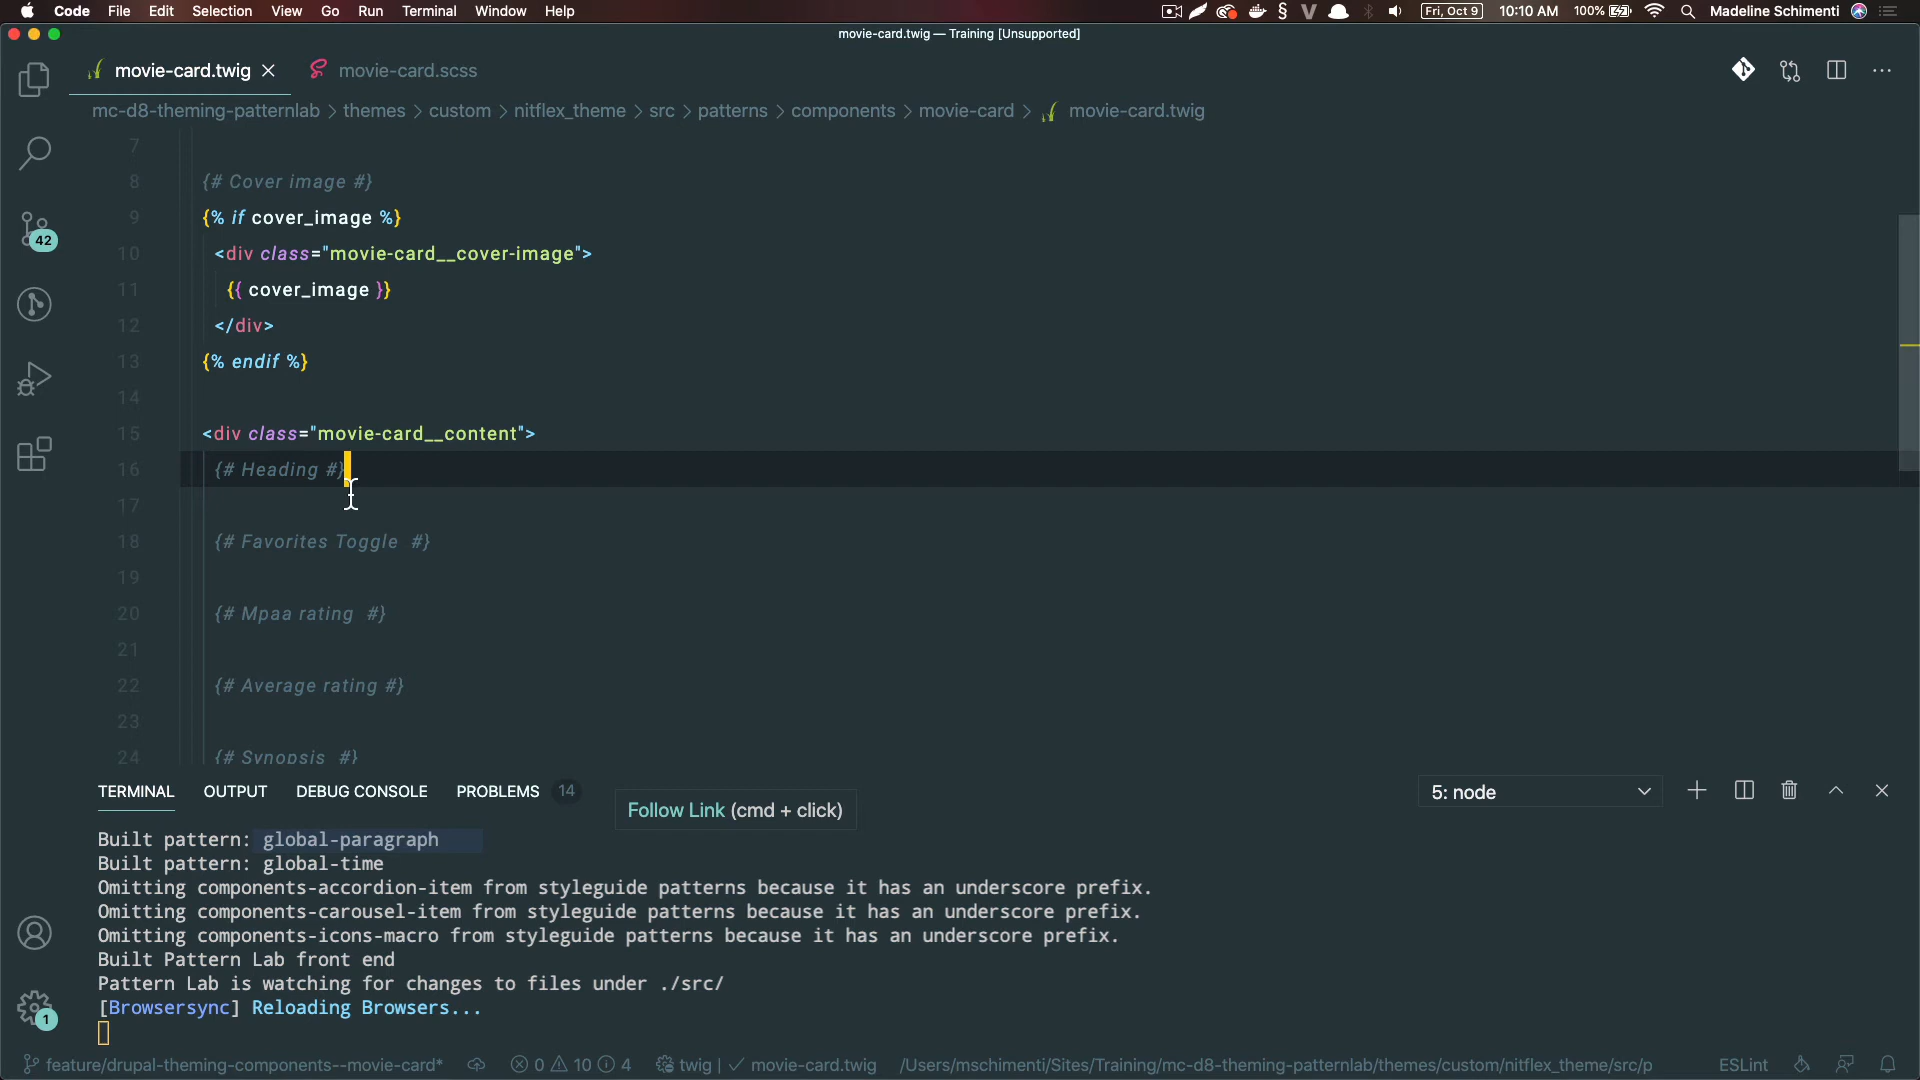 Code File Edit Selection View Go Run Terminal Window Help Fri, Oct 9 10:10 AM 100% Madeline Schimenti
movie-card.twig — Training [Unsupported]
movie-card.twig movie-card.scss
mc-d8-theming-patternlab > themes > custom > nitflex_theme > src > patterns > components > movie-card > movie-card.twig
7
8 {# Cover image #}
9 {% if cover_image %}
10 <div class="movie-card__cover-image">
11 {{ cover_image }}
12 </div>
13 {% endif %}
14
15 <div class="movie-card__content">
16 {# Heading #}
17
18 {# Favorites Toggle  #}
19
20 {# Mpaa rating  #}
21
22 {# Average rating #}
23
24 {# Synopsis  #}
42
TERMINAL OUTPUT DEBUG CONSOLE PROBLEMS 14 5: node
Follow Link (cmd + click)
Built pattern: global-paragraph
Built pattern: global-time
Omitting components-accordion-item from styleguide patterns because it has an underscore prefix.
Omitting components-carousel-item from styleguide patterns because it has an underscore prefix.
Omitting components-icons-macro from styleguide patterns because it has an underscore prefix.
Built Pattern Lab front end
Pattern Lab is watching for changes to files under ./src/
[Browsersync] Reloading Browsers...
1
feature/drupal-theming-components--movie-card* 0 10 4 twig | ✓ movie-card.twig /Users/mschimenti/Sites/Training/mc-d8-theming-patternlab/themes/custom/nitflex_theme/src/p ESLint